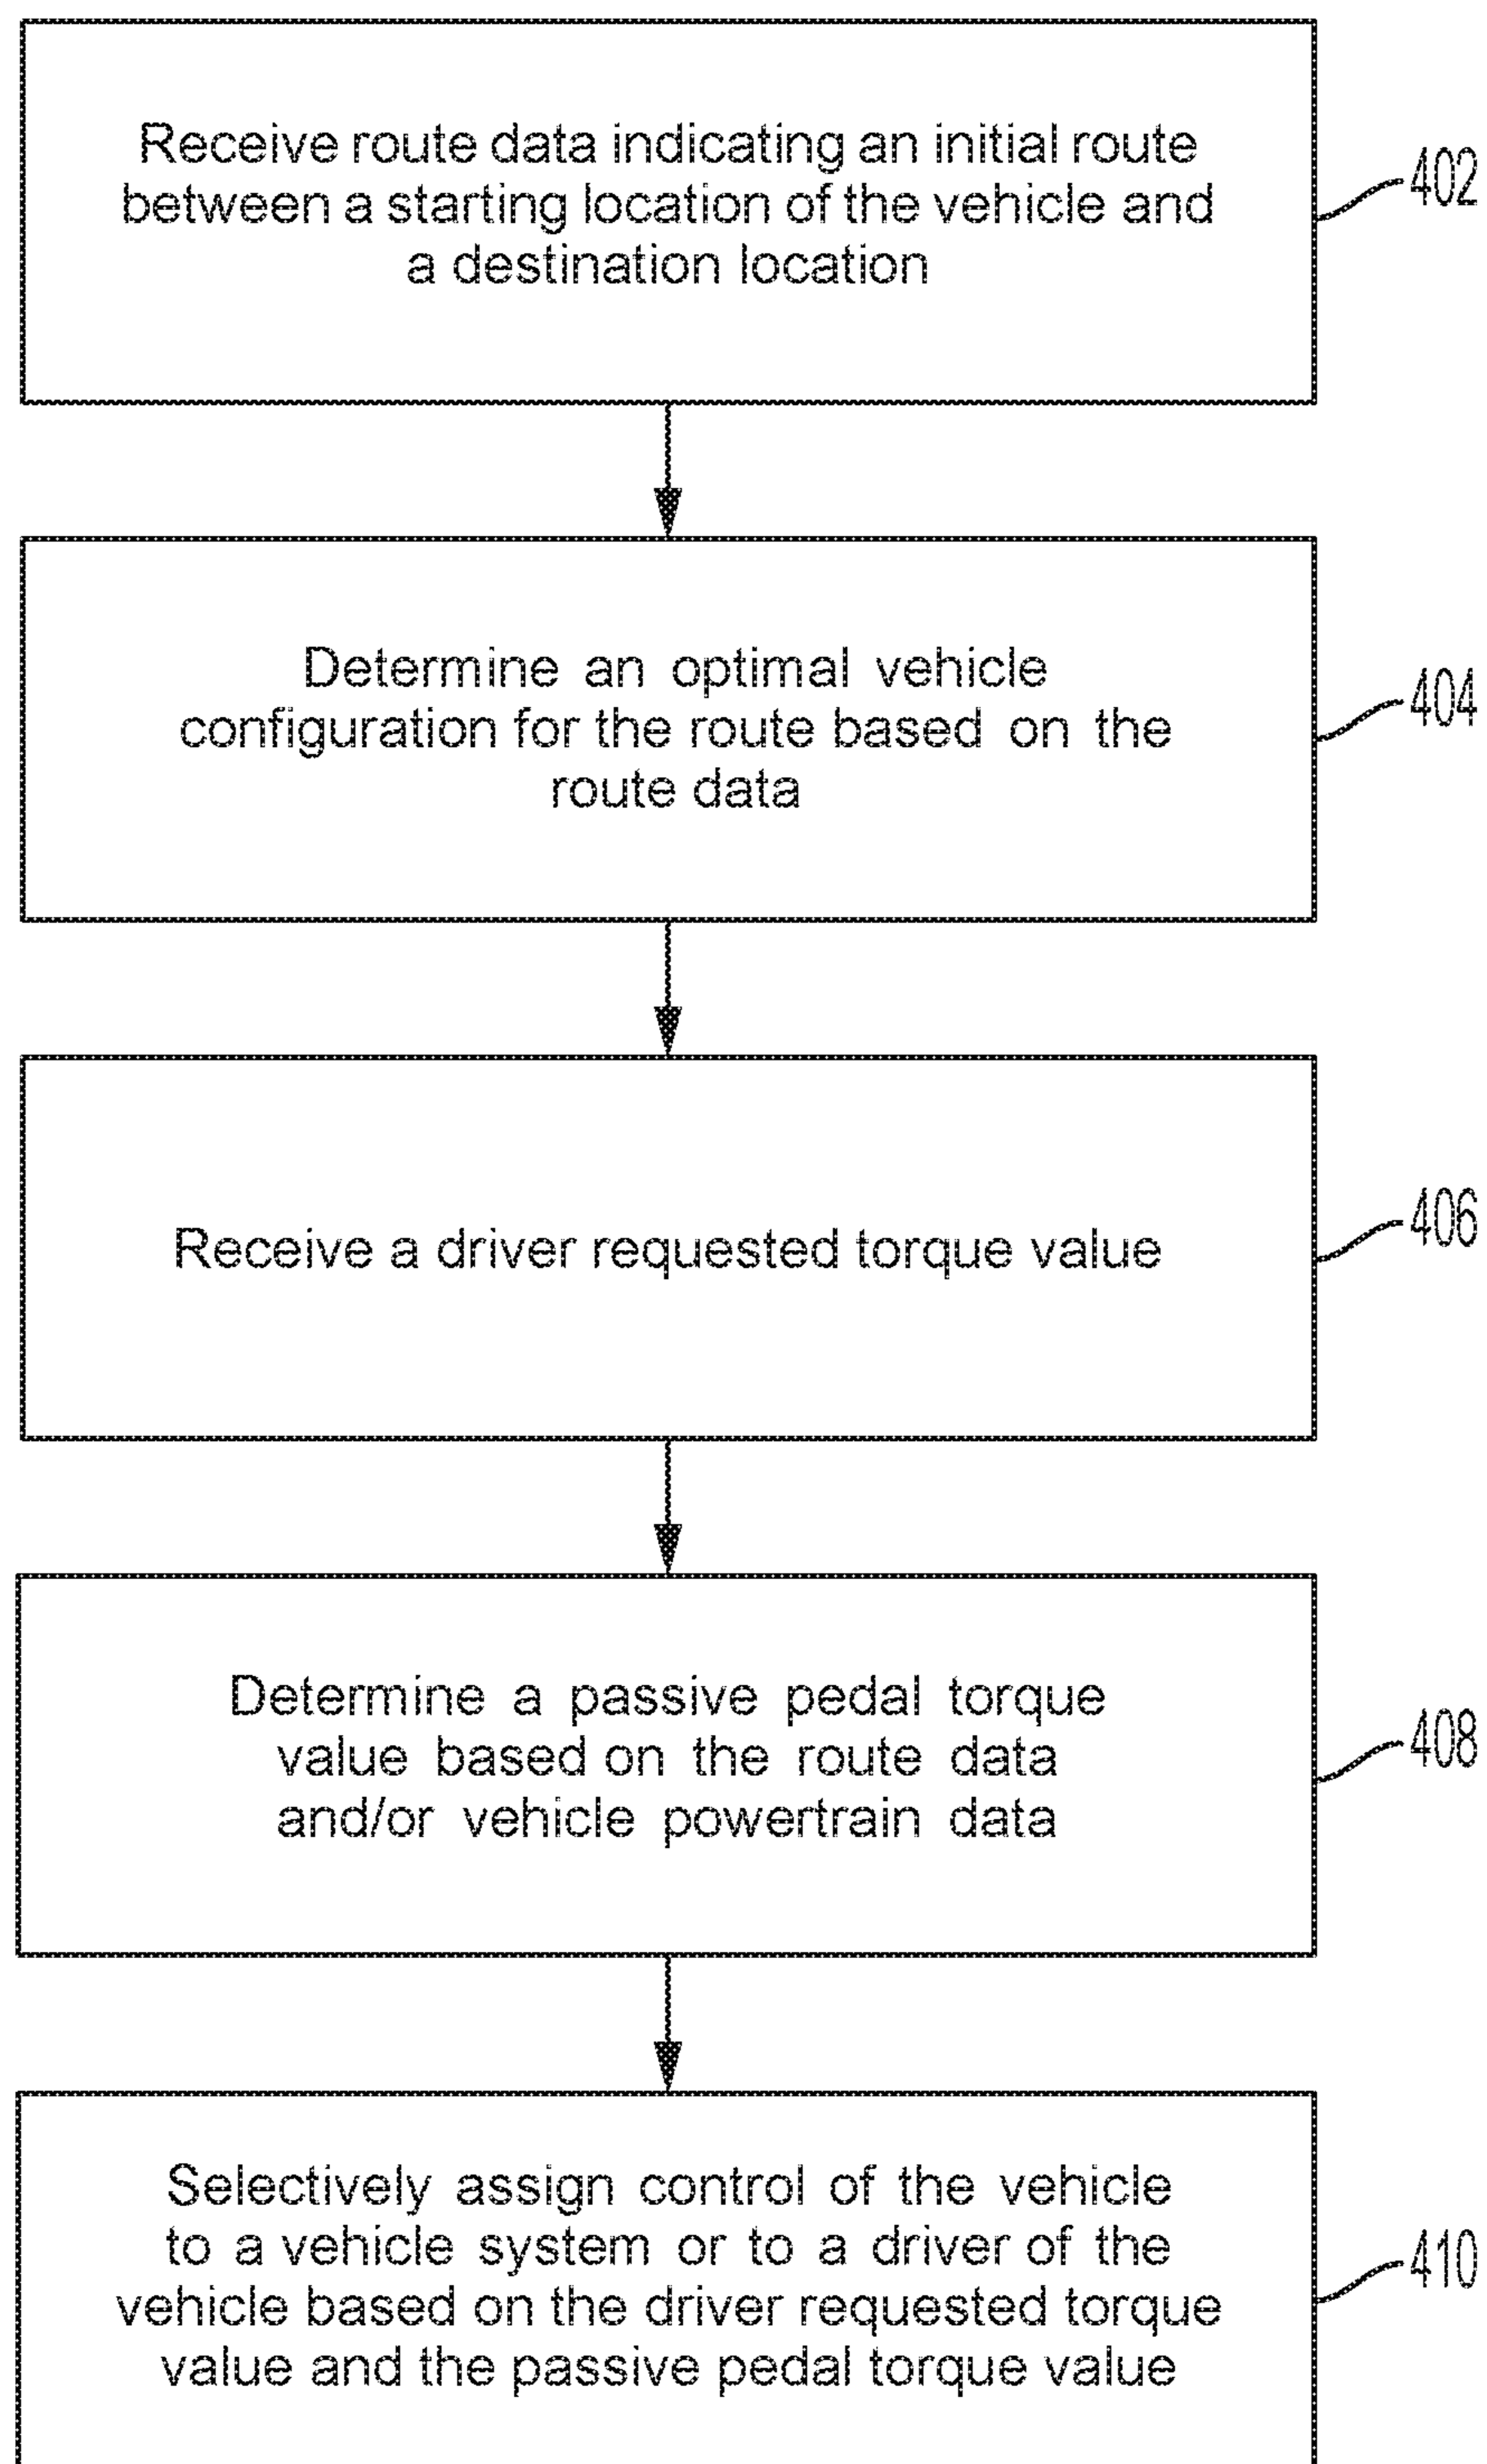 Receive route data indicating an initial route
between a starting location of the vehicle and
a destination location
402
Determine an optimal vehicle
configuration for the route based on the
route data
404
Receive a driver requested torque value
406
Determine a passive pedal torque
value based on the route data
and/or vehicle powertrain data
408
Selectively assign control of the vehicle
to a vehicle system or to a driver of the
vehicle based on the driver requested torque
value and the passive pedal torque value
410